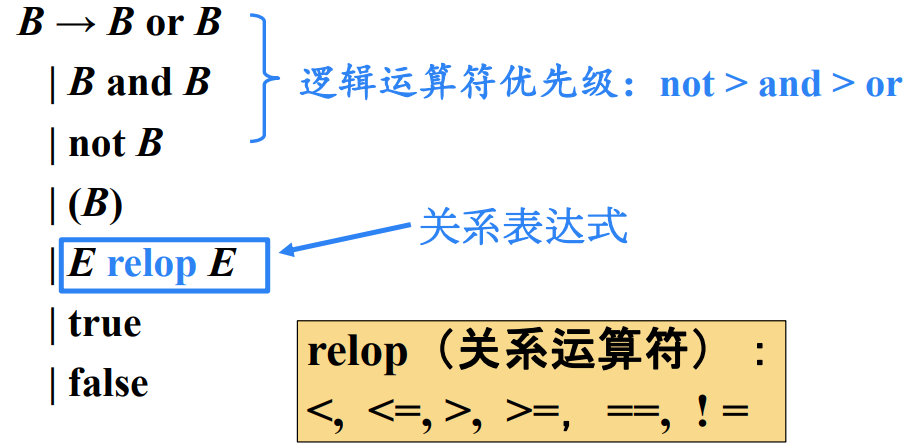 B → B or B
| B and B
逻辑运算符优先级：not > and > or
| not B
| (B)
关系表达式
| E relop E
| true
| false
relop（关系运算符）：
<, <=, >, >=， ==, ! =